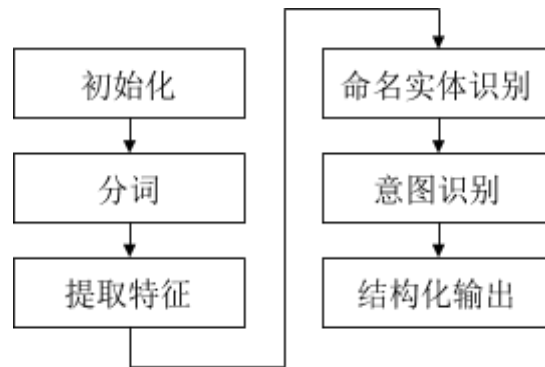 初始化
分词
提取特征
命名实体识别
意图识别
结构化输出